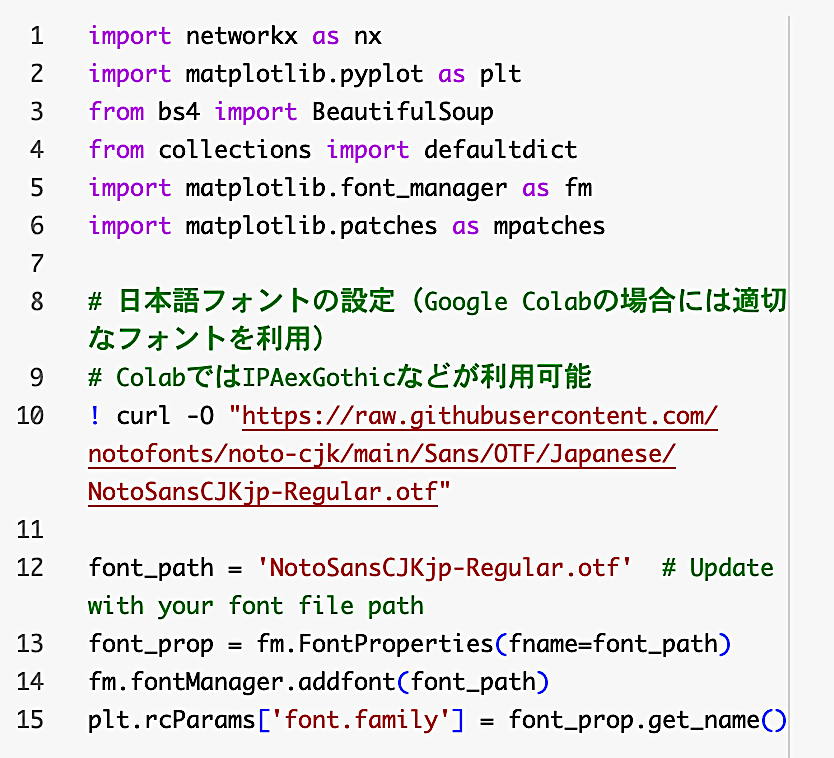 1 import networkx as nx
2 import matplotlib.pyplot as plt
3 from bs4 import BeautifulSoup
4 from collections import defaultdict
5 import matplotlib.font_manager as fm
6 import matplotlib.patches as mpatches
7
8 # 日本語フォントの設定（Google Colabの場合には適切
なフォントを利用）
9 # ColabではIPAexGothicなどが利用可能
10 ! curl -O "https://raw.githubusercontent.com/
notofonts/noto-cjk/main/Sans/OTF/Japanese/
NotoSansCJKjp-Regular.otf"
11
12 font_path = 'NotoSansCJKjp-Regular.otf'  # Update
with your font file path
13 font_prop = fm.FontProperties(fname=font_path)
14 fm.fontManager.addfont(font_path)
15 plt.rcParams['font.family'] = font_prop.get_name()